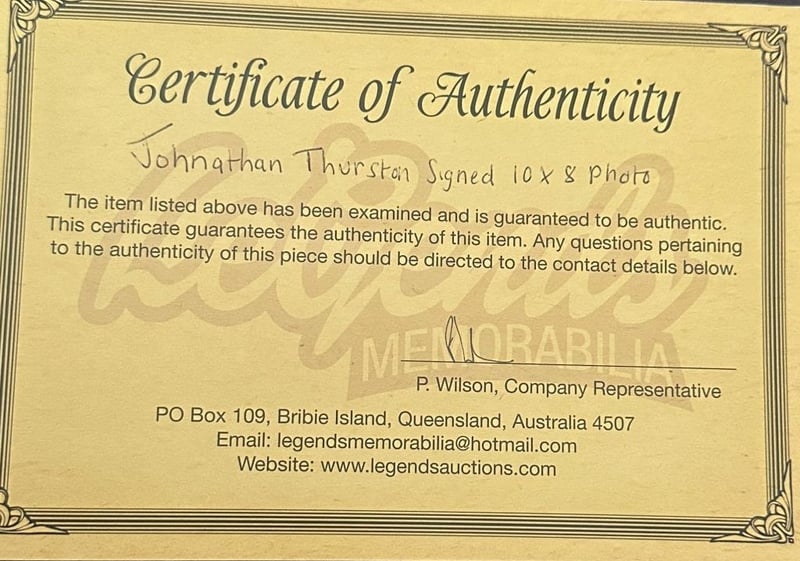 Certificate of Authenticity
Johnathan Thurston Signed 10 x 8 Photo
The item listed above has been examined and is guaranteed to be authentic.
This certificate guarantees the authenticity of this item. Any questions pertaining
to the authenticity of this piece should be directed to the contact details below.
Legends
MEMORABILIA
P. Wilson, Company Representative
PO Box 109, Bribie Island, Queensland, Australia 4507
Email: legendsmemorabilia@hotmail.com
Website: www.legendsauctions.com